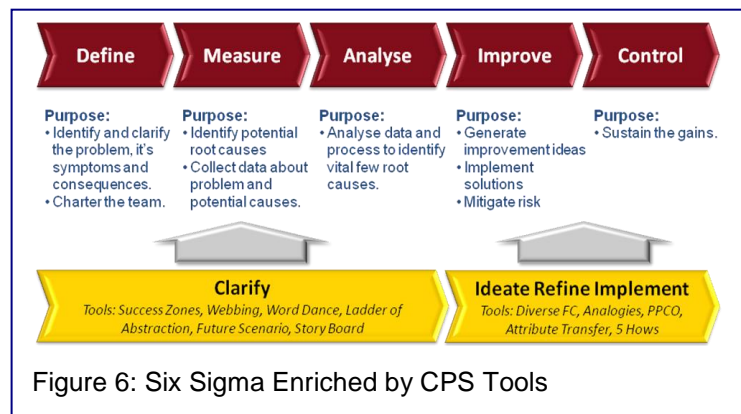 Define
Measure
Analyse
Improve
Control
Purpose:
• Identify and clarify
the problem, it's
symptoms and
consequences.
• Charter the team.
Purpose:
• Identify potential
root causes
• Collect data about
problem and
potential causes.
Purpose:
• Analyse data and
process to identify
vital few root
causes.
Purpose:
• Generate
improvement ideas
• Implement
solutions
• Mitigate risk
Purpose:
• Sustain the gains.
Clarify
Tools: Success Zones, Webbing, Word Dance, Ladder of
Abstraction, Future Scenario, Story Board
Ideate Refine Implement
Tools: Diverse FC, Analogies, PPCO,
Attribute Transfer, 5 Hows
Figure 6: Six Sigma Enriched by CPS Tools